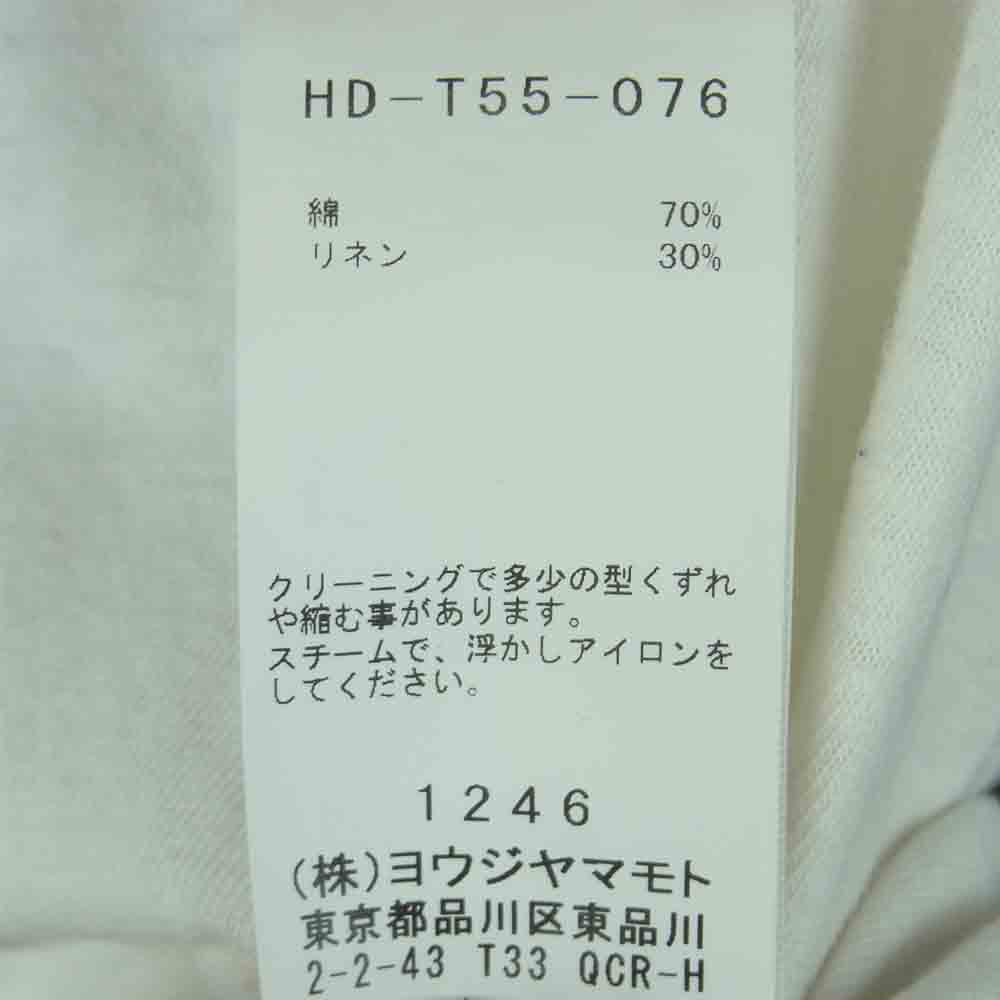 HD-T55-076
綿 70%
リネン 30%
クリーニングで多少の型くずれ
や縮む事があります。
スチームで、浮かしアイロンを
してください。
1246
(株)ヨウジヤマモト
東京都品川区東品川
2-2-43 T33 QCR-H